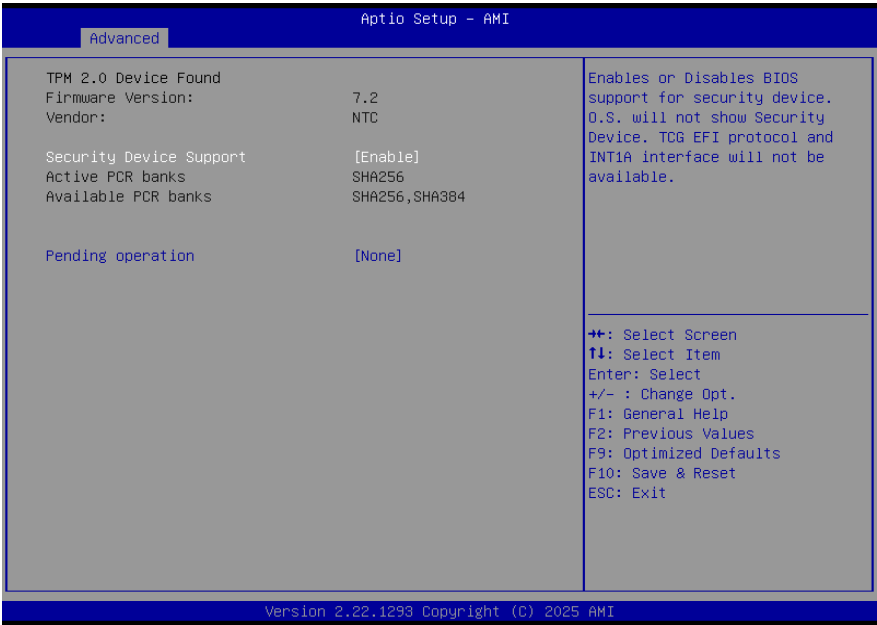 Aptio Setup – AMI
Advanced
TPM 2.0 Device Found
Firmware Version: 7.2
Vendor: NTC
Security Device Support [Enable]
Active PCR banks SHA256
Available PCR banks SHA256,SHA384
Pending operation [None]
Enables or Disables BIOS
support for security device.
O.S. will not show Security
Device. TCG EFI protocol and
INT1A interface will not be
available.
→←: Select Screen
↑↓: Select Item
Enter: Select
+/- : Change Opt.
F1: General Help
F2: Previous Values
F9: Optimized Defaults
F10: Save & Reset
ESC: Exit
Version 2.22.1293 Copyright (C) 2025 AMI